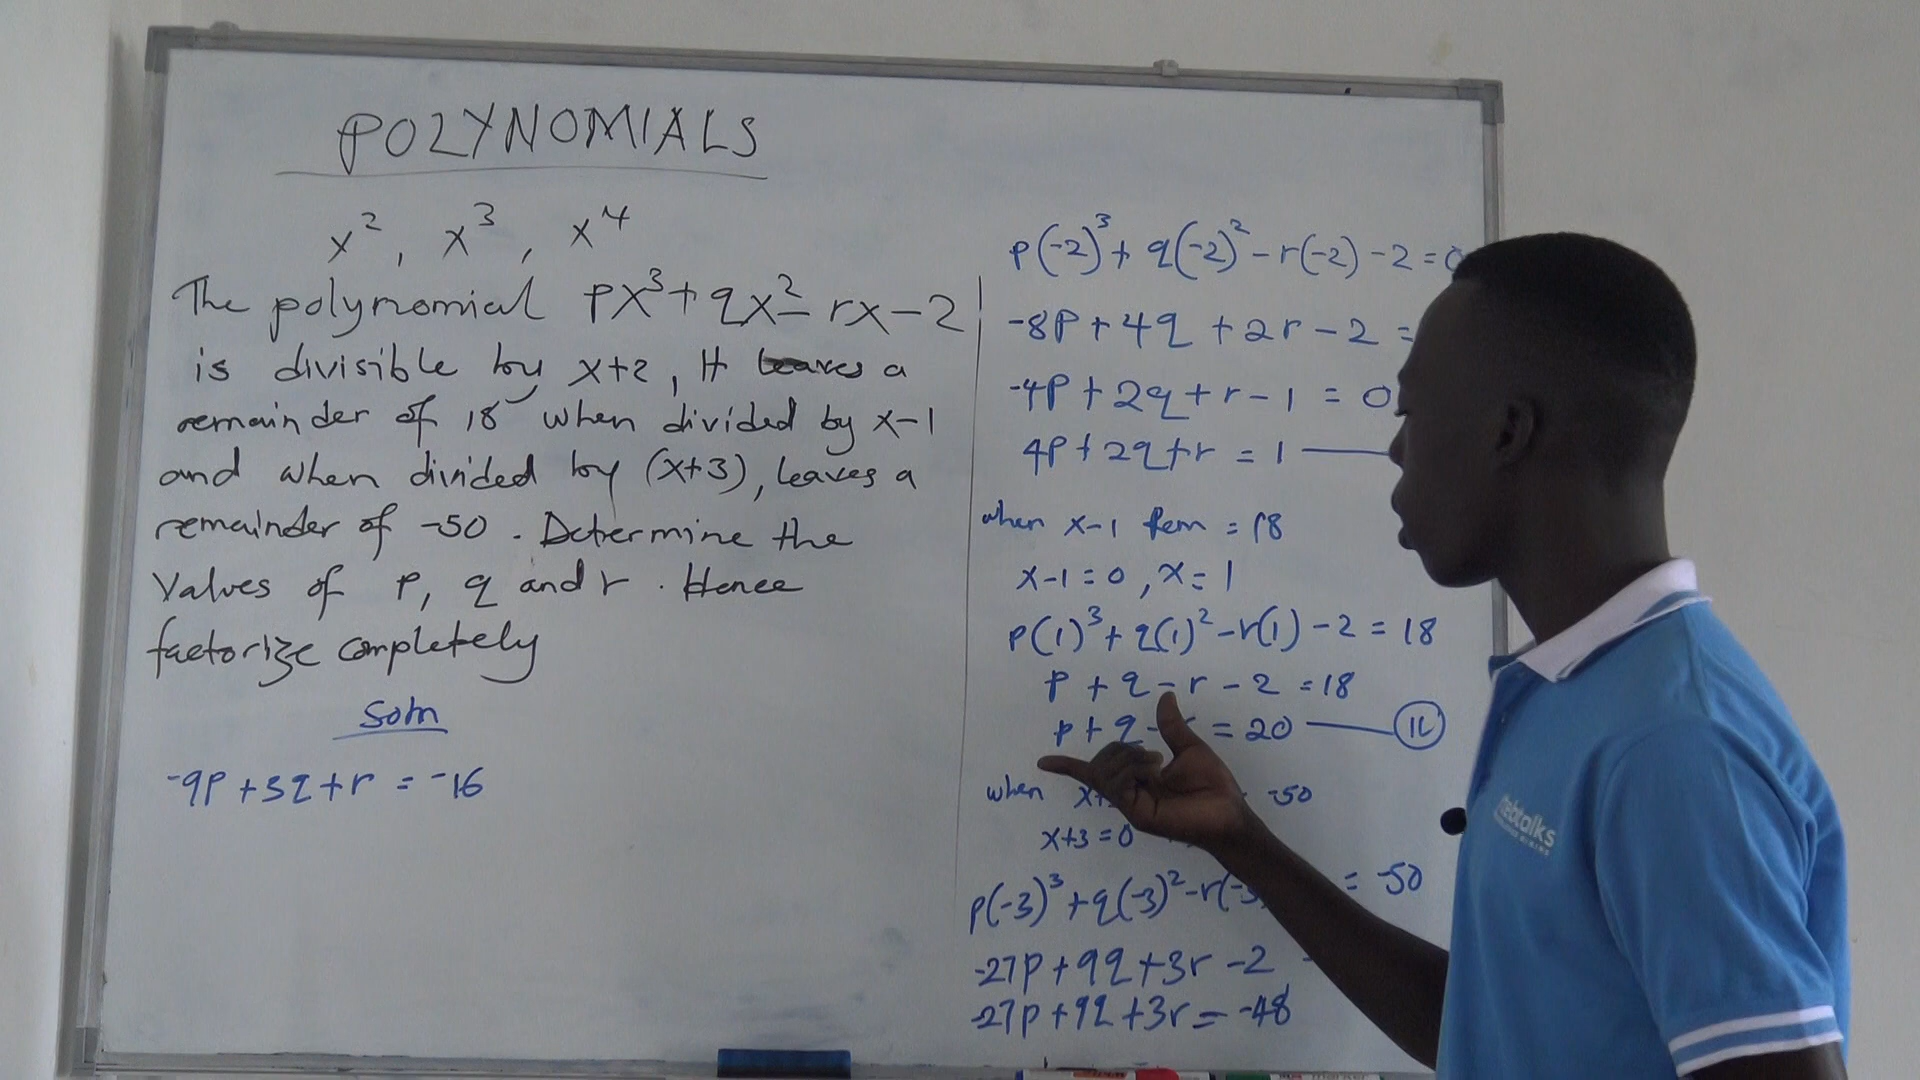 POLYNOMIALS
x², x³, x⁴
The polynomial px³+qx²-rx-2
is divisible by x+2, It leaves a
remainder of 18 when divided by x-1
and when divided by (x+3), leaves a
remainder of -50. Determine the
Values of p, q and r. Hence
factorize completely
Soln
-9p+3q+r = -16
p(-2)³+ q(-2)²-r(-2)-2=0
-8p+4q+2r-2=
-4p+2q+r-1=0
4p+2q+r=1
when x-1 Rem = 18
x-1=0, x=1
p(1)³+q(1)²-r(1)-2=18
p+q-r-2=18
p+q- =20 II
when -50
x+3=0
p(-3)³+q(-3)²-r(-3 = -50
-27p+9q+3r-2
-27p+9q+3r=-48